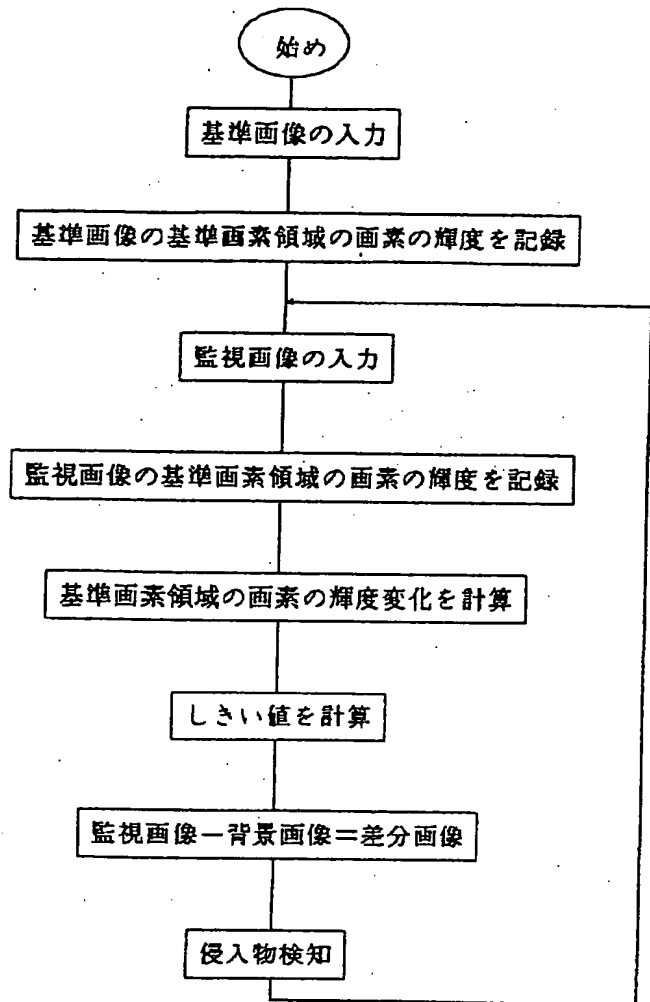 始め
基準画像の入力
基準画像の基準画素領域の画素の輝度を記録
監視画像の入力
監視画像の基準画素領域の画素の輝度を記録
基準画素領域の画素の輝度変化を計算
しきい値を計算
監視画像－背景画像＝差分画像
侵入物検知